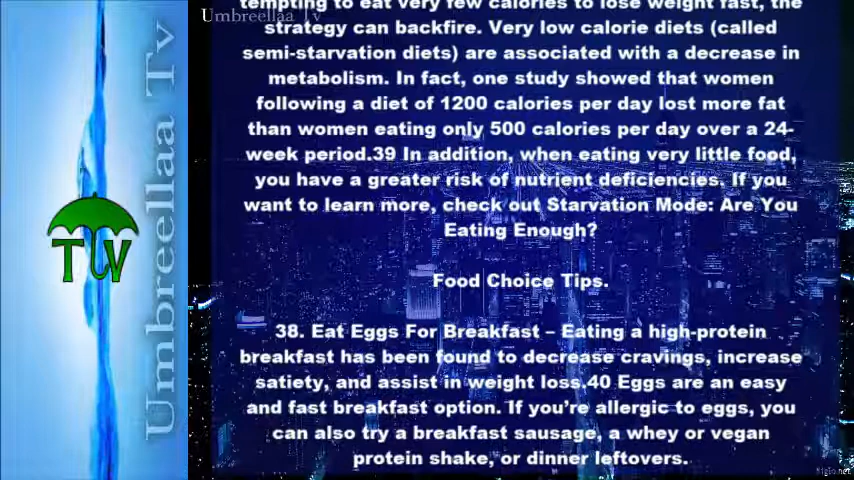 Umbreellaa Tv
Umbreellaa Tv
TV
tempting to eat very few calories to lose weight fast, the
strategy can backfire. Very low calorie diets (called
semi-starvation diets) are associated with a decrease in
metabolism. In fact, one study showed that women
following a diet of 1200 calories per day lost more fat
than women eating only 500 calories per day over a 24-
week period.39 In addition, when eating very little food,
you have a greater risk of nutrient deficiencies. If you
want to learn more, check out Starvation Mode: Are You
Eating Enough?
Food Choice Tips.
38. Eat Eggs For Breakfast – Eating a high-protein
breakfast has been found to decrease cravings, increase
satiety, and assist in weight loss.40 Eggs are an easy
and fast breakfast option. If you're allergic to eggs, you
can also try a breakfast sausage, a whey or vegan
protein shake, or dinner leftovers.